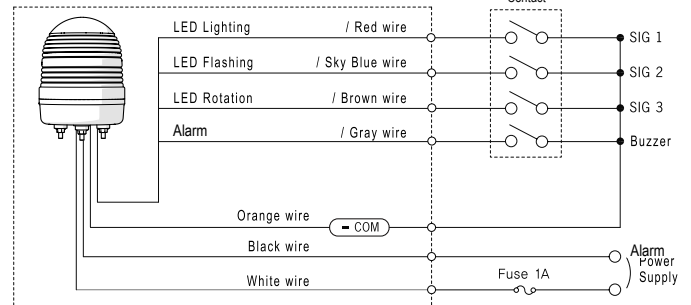 Contact
LED Lighting / Red wire SIG 1
LED Flashing / Sky Blue wire SIG 2
LED Rotation / Brown wire SIG 3
Alarm / Gray wire Buzzer
Orange wire - COM
Black wire Alarm
Power
White wire Fuse 1A Supply